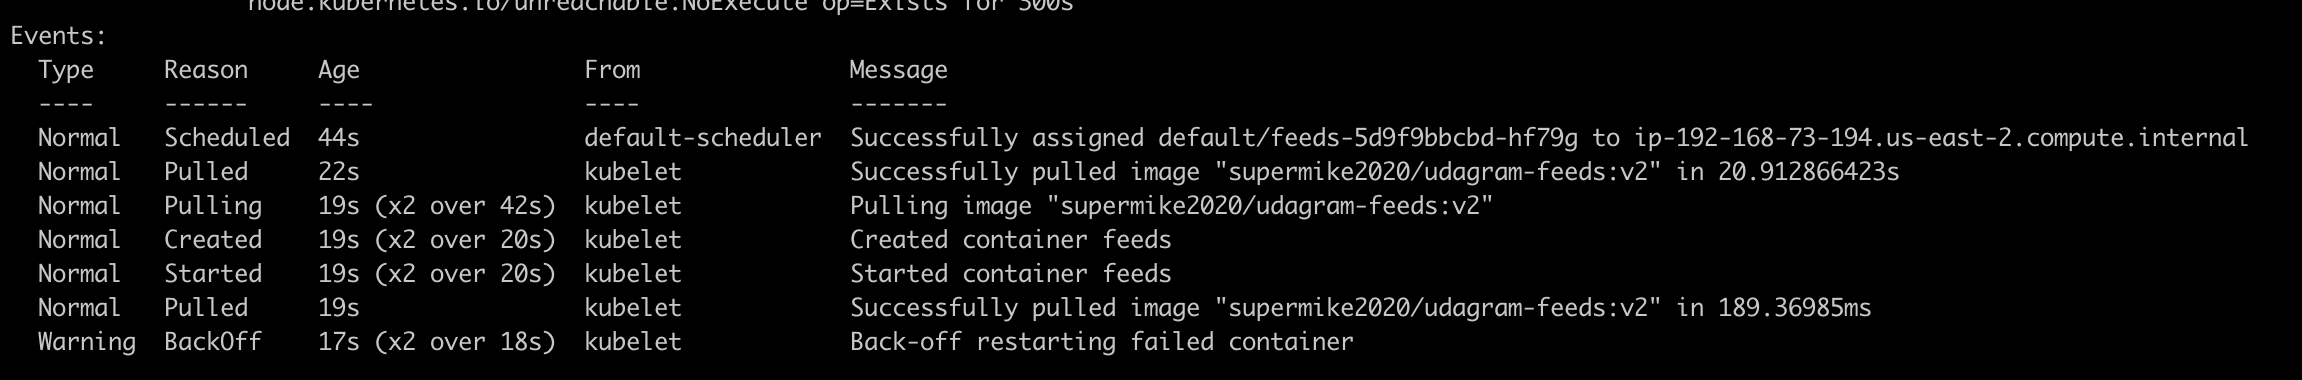 node.kubernetes.io/unreachable:NoExecute op=Exists for 300s
Events:
  Type     Reason     Age                From               Message
  ----     ------     ----               ----               -------
  Normal   Scheduled  44s                default-scheduler  Successfully assigned default/feeds-5d9f9bbcbd-hf79g to ip-192-168-73-194.us-east-2.compute.internal
  Normal   Pulled     22s                kubelet            Successfully pulled image "supermike2020/udagram-feeds:v2" in 20.912866423s
  Normal   Pulling    19s (x2 over 42s)  kubelet            Pulling image "supermike2020/udagram-feeds:v2"
  Normal   Created    19s (x2 over 20s)  kubelet            Created container feeds
  Normal   Started    19s (x2 over 20s)  kubelet            Started container feeds
  Normal   Pulled     19s                kubelet            Successfully pulled image "supermike2020/udagram-feeds:v2" in 189.36985ms
  Warning  BackOff    17s (x2 over 18s)  kubelet            Back-off restarting failed container